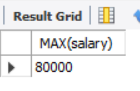 Result Grid
MAX(salary)
80000